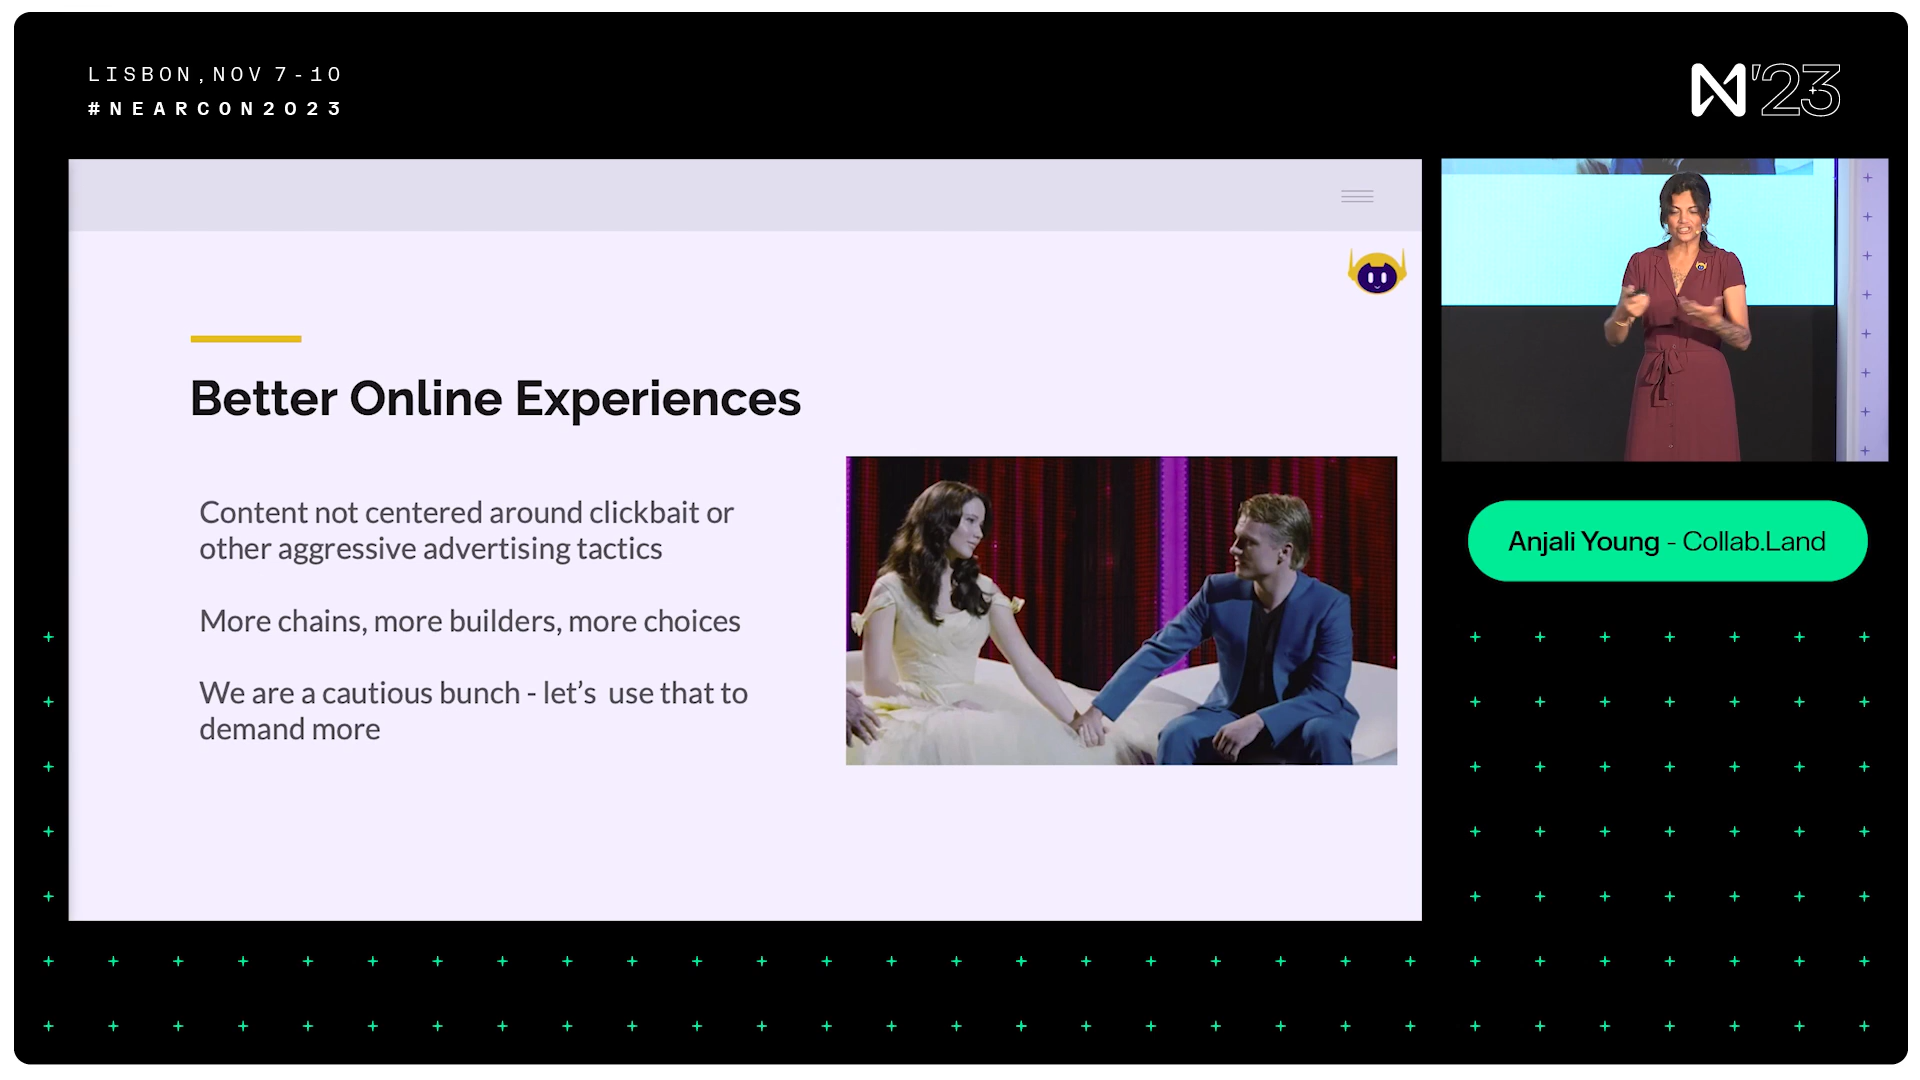 LISBON, NOV 7-10
#NEARCON2023
'23
Better Online Experiences
Content not centered around clickbait or
other aggressive advertising tactics
More chains, more builders, more choices
We are a cautious bunch - let’s  use that to
demand more
Anjali Young - Collab.Land